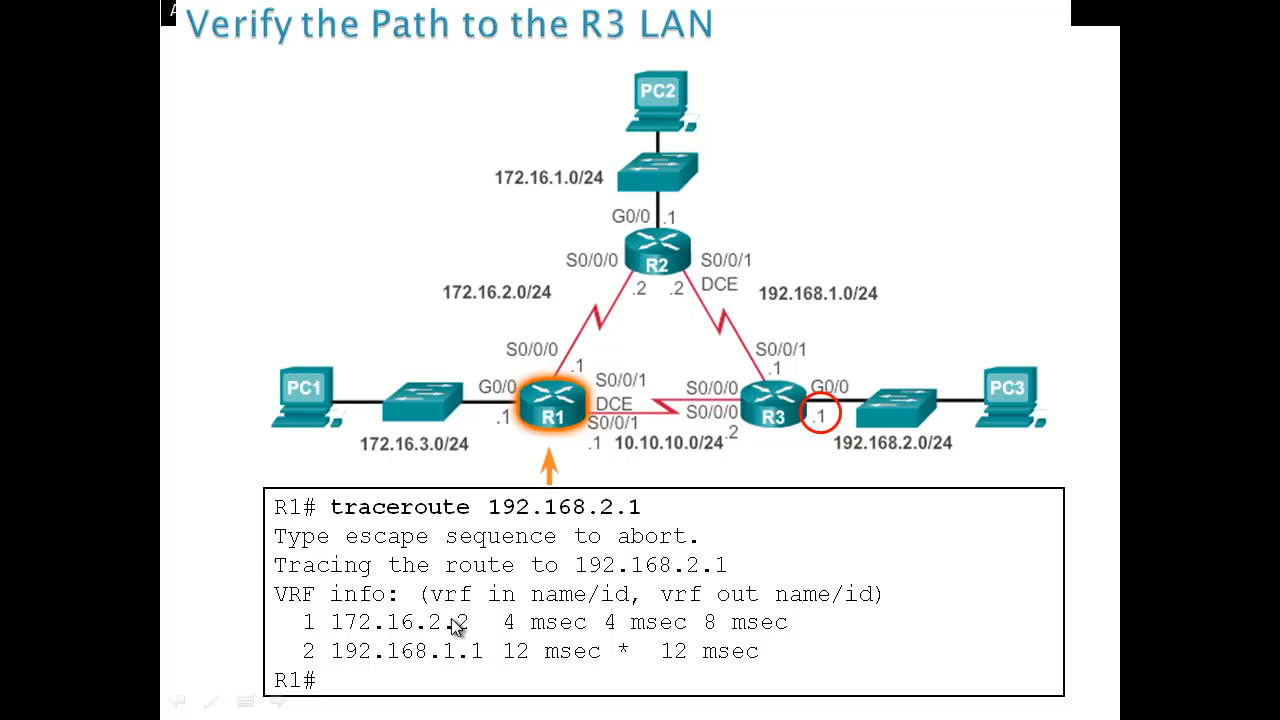 Verify the Path to the R3 LAN
PC2
172.16.1.0/24
G0/0 .1
S0/0/0 R2 S0/0/1
.2 .2 DCE
172.16.2.0/24 192.168.1.0/24
S0/0/0 S0/0/1
.1 .1
PC1 G0/0 S0/0/1 S0/0/0 G0/0 PC3
DCE
.1 R1 S0/0/1 S0/0/0 R3 .1
172.16.3.0/24 .1 10.10.10.0/24 .2 192.168.2.0/24
R1# traceroute 192.168.2.1
Type escape sequence to abort.
Tracing the route to 192.168.2.1
VRF info: (vrf in name/id, vrf out name/id)
1 172.16.2.2 4 msec 4 msec 8 msec
2 192.168.1.1 12 msec * 12 msec
R1#